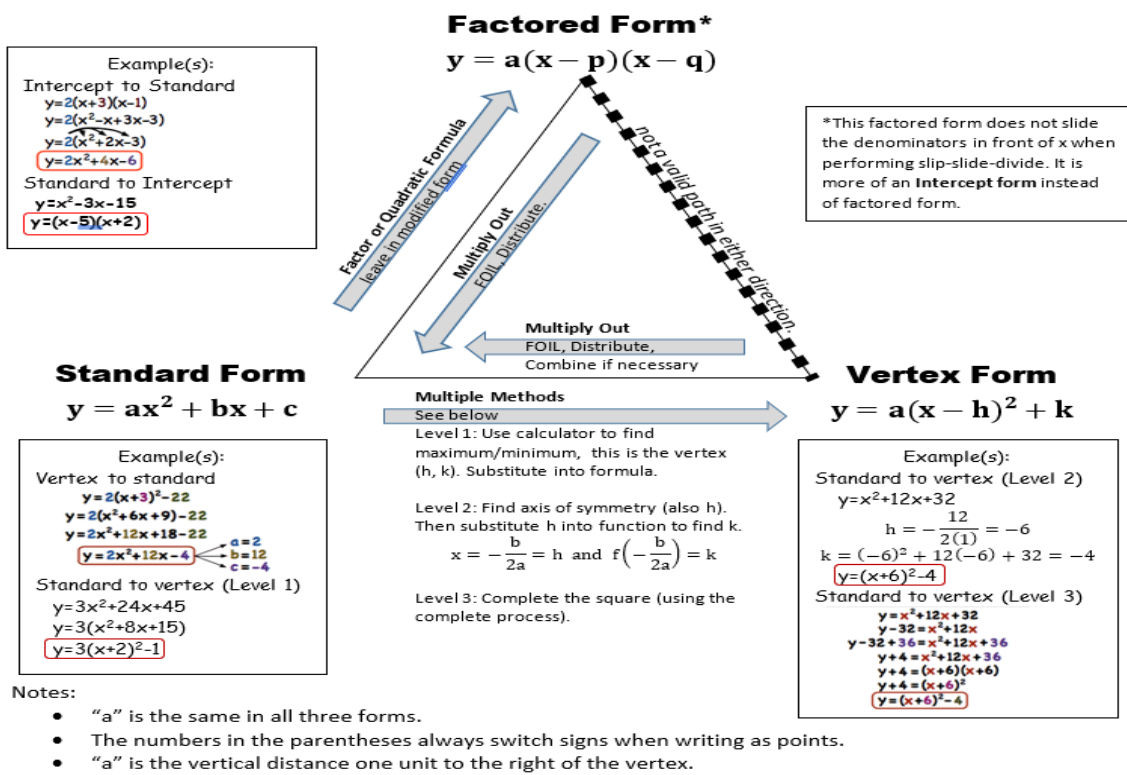 Factored Form*
y = a(x − p)(x − q)
Example(s):
Intercept to Standard
y=2(x+3)(x-1)
y=2(x²-x+3x-3)
y=2(x²+2x-3)
y=2x²+4x-6
Standard to Intercept
y=x²-3x-15
y=(x-5)(x+2)
Factor or Quadratic Formula
leave in modified form
Multiply Out
FOIL, Distribute.
not a valid path in either direction.
*This factored form does not slide
the denominators in front of x when
performing slip-slide-divide. It is
more of an Intercept form instead
of factored form.
Multiply Out
FOIL, Distribute,
Combine if necessary
Standard Form
y = ax² + bx + c
Vertex Form
y = a(x − h)² + k
Multiple Methods
See below
Level 1: Use calculator to find
maximum/minimum, this is the vertex
(h, k). Substitute into formula.
Level 2: Find axis of symmetry (also h).
Then substitute h into function to find k.
x = − b/2a = h and f(− b/2a) = k
Level 3: Complete the square (using the
complete process).
Example(s):
Vertex to standard
y=2(x+3)²-22
y=2(x²+6x+9)-22
y=2x²+12x+18-22
y=2x²+12x-4
a=2
b=12
c=-4
Standard to vertex (Level 1)
y=3x²+24x+45
y=3(x²+8x+15)
y=3(x+2)²-1
Example(s):
Standard to vertex (Level 2)
y=x²+12x+32
h = − 12/2(1) = −6
k = (−6)² + 12(−6) + 32 = −4
y=(x+6)²-4
Standard to vertex (Level 3)
y=x²+12x+32
y-32=x²+12x
y-32+36=x²+12x+36
y+4=x²+12x+36
y+4=(x+6)(x+6)
y+4=(x+6)²
y=(x+6)²-4
Notes:
• “a” is the same in all three forms.
• The numbers in the parentheses always switch signs when writing as points.
• “a” is the vertical distance one unit to the right of the vertex.